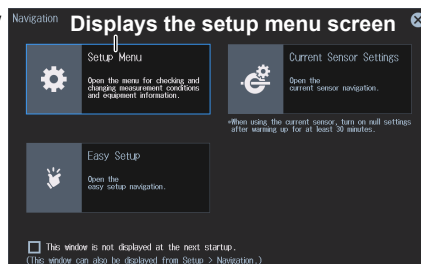 Navigation
Displays the setup menu screen
Setup Menu
Open the menu for checking and
changing measurement conditions
and equipment information.
Current Sensor Settings
Open the
current sensor navigation.
*When using the current sensor, turn on null settings
after warming up for at least 30 minutes.
Easy Setup
Open the
easy setup navigation.
This window is not displayed at the next startup.
(This window can also be displayed from Setup > Navigation.)